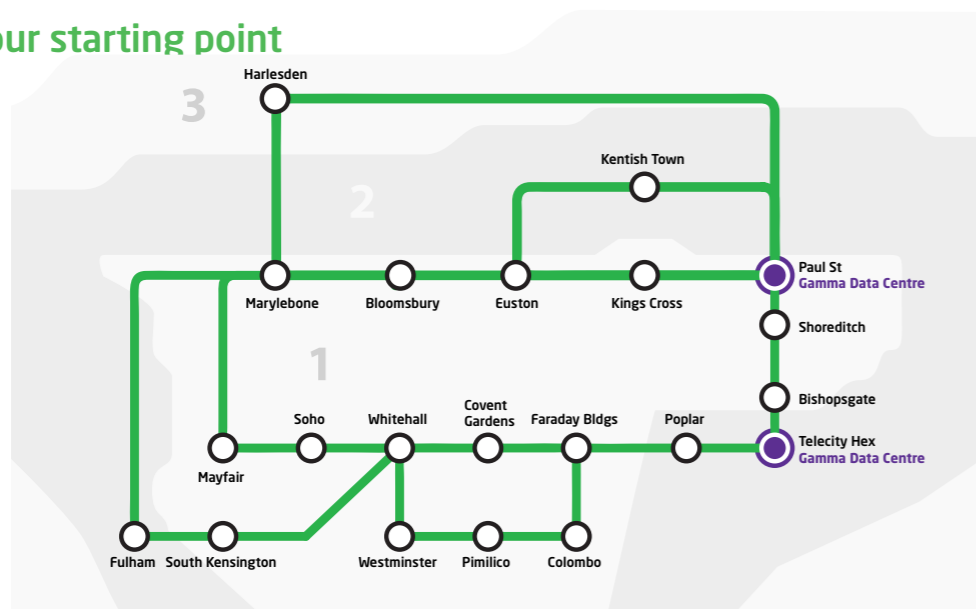 our starting point
Harlesden
3
Kentish Town
2
Paul St
Gamma Data Centre
Marylebone
Bloomsbury
Euston
Kings Cross
Shoreditch
1
Bishopsgate
Soho
Whitehall
Covent
Gardens
Faraday Bldgs
Poplar
Telecity Hex
Gamma Data Centre
Mayfair
Fulham
South Kensington
Westminster
Pimilico
Colombo